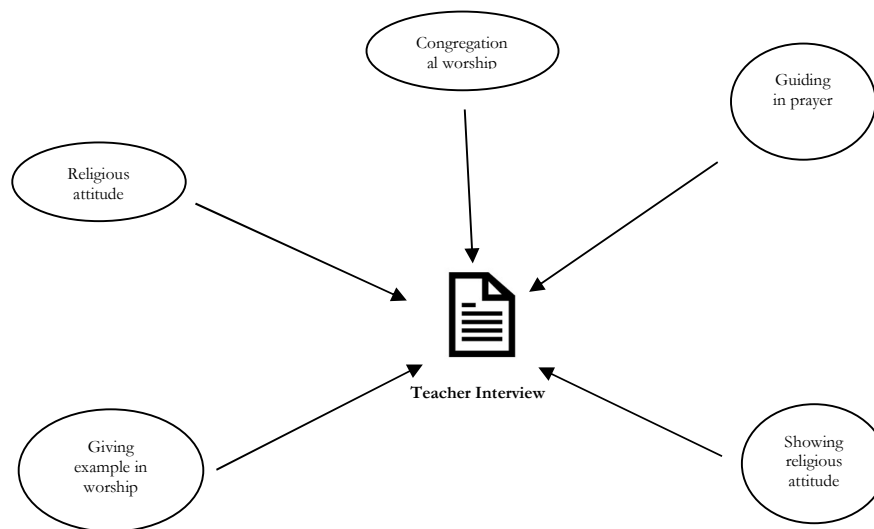 Congregation
al worship
Guiding
in prayer
Religious
attitude
Teacher Interview
Giving
example in
worship
Showing
religious
attitude